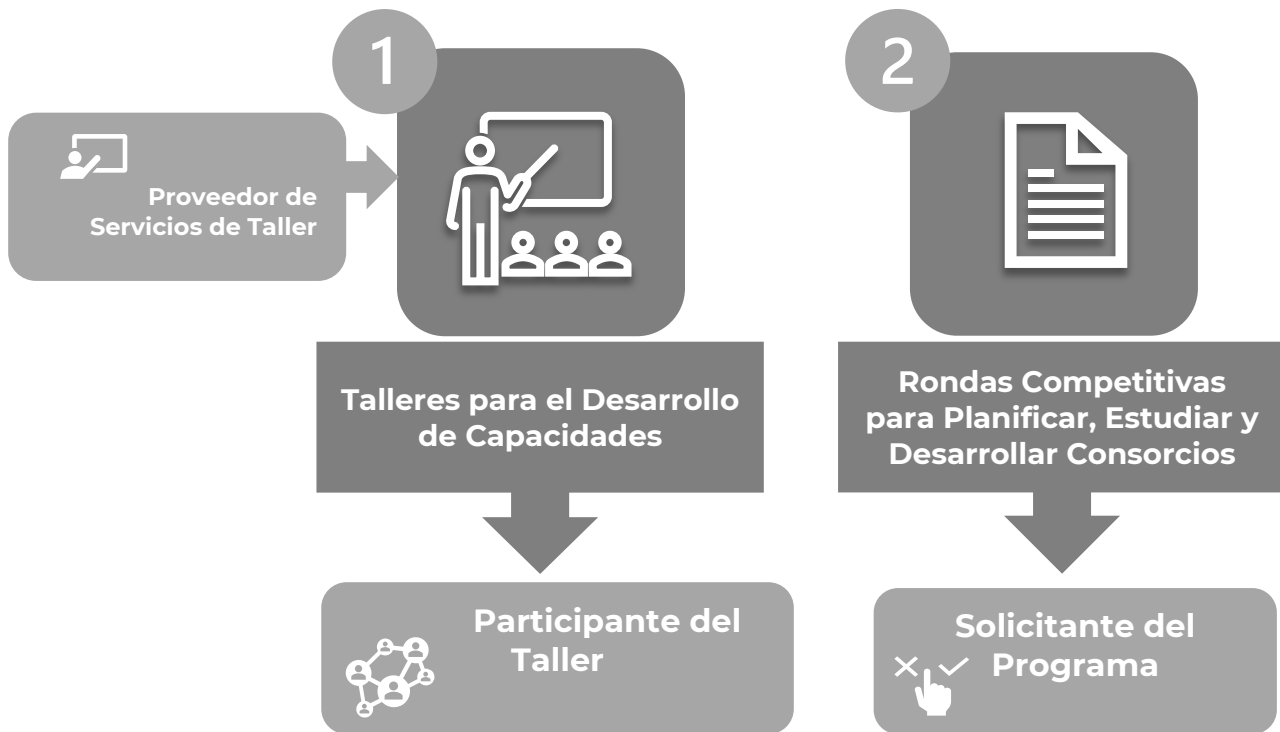 1
2
Proveedor de
Servicios de Taller
Talleres para el Desarrollo
de Capacidades
Rondas Competitivas
para Planificar, Estudiar y
Desarrollar Consorcios
Participante del
Taller
Solicitante del
Programa